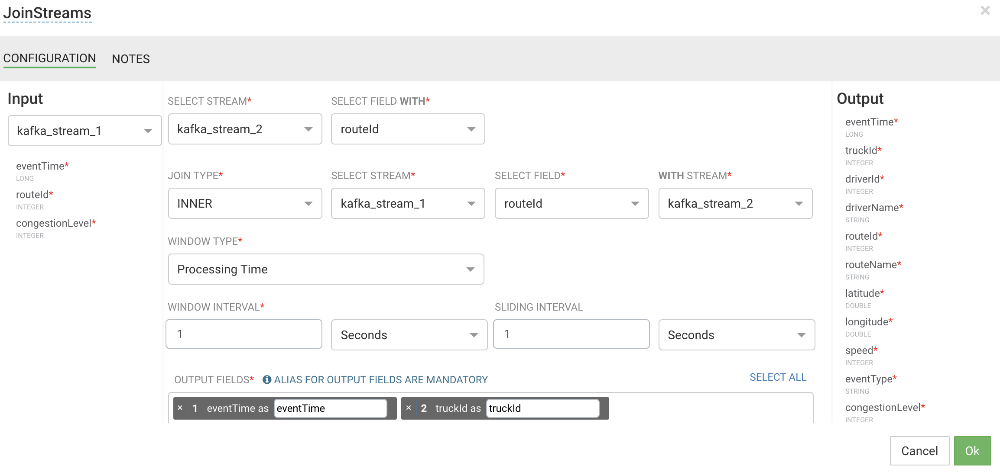 JoinStreams
×
CONFIGURATION NOTES
Input
kafka_stream_1
eventTime*
LONG
routeId*
INTEGER
congestionLevel*
INTEGER
SELECT STREAM* SELECT FIELD WITH*
kafka_stream_2 routeId
JOIN TYPE* SELECT STREAM* SELECT FIELD* WITH STREAM*
INNER kafka_stream_1 routeId kafka_stream_2
WINDOW TYPE*
Processing Time
WINDOW INTERVAL* SLIDING INTERVAL
1 Seconds 1 Seconds
OUTPUT FIELDS* ALIAS FOR OUTPUT FIELDS ARE MANDATORY SELECT ALL
× 1 eventTime as eventTime × 2 truckId as truckId
Output
eventTime*
LONG
truckId*
INTEGER
driverId*
INTEGER
driverName*
STRING
routeId*
INTEGER
routeName*
STRING
latitude*
DOUBLE
longitude*
DOUBLE
speed*
INTEGER
eventType*
STRING
congestionLevel*
INTEGER
Cancel Ok